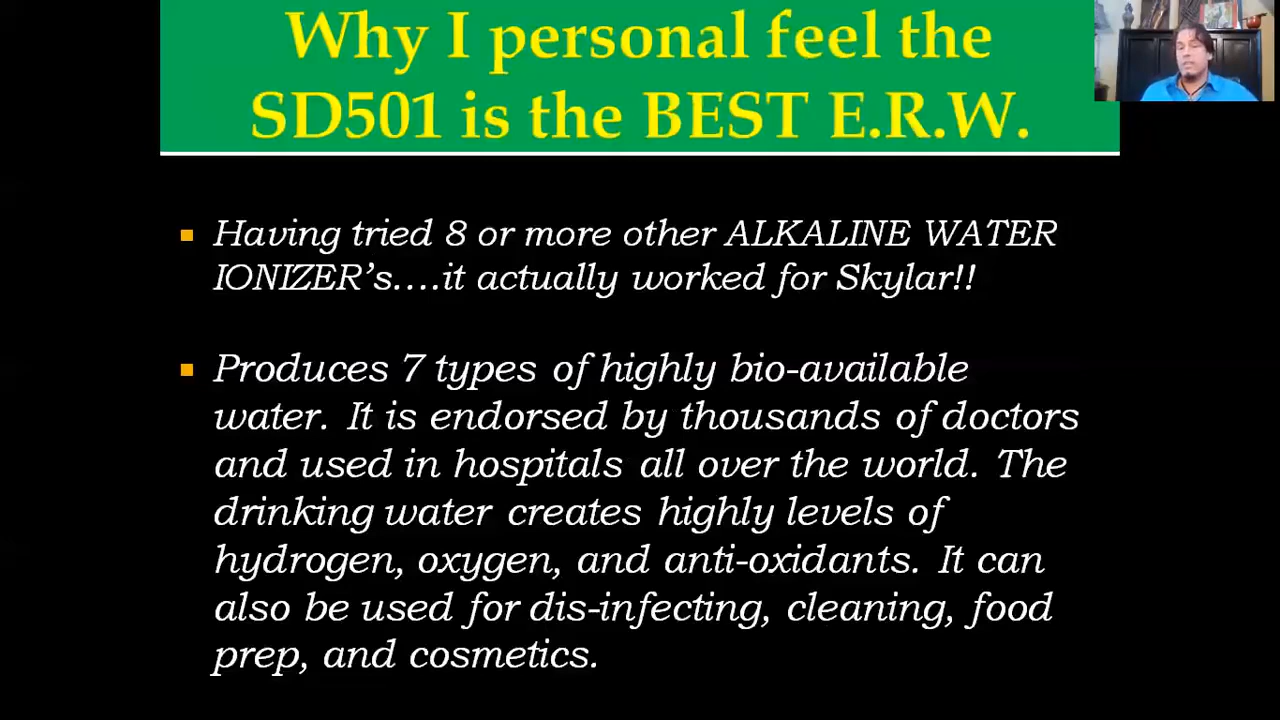 Why I personal feel the
SD501 is the BEST E.R.W.
Having tried 8 or more other ALKALINE WATER
IONIZER's....it actually worked for Skylar!!
Produces 7 types of highly bio-available
water. It is endorsed by thousands of doctors
and used in hospitals all over the world. The
drinking water creates highly levels of
hydrogen, oxygen, and anti-oxidants. It can
also be used for dis-infecting, cleaning, food
prep, and cosmetics.